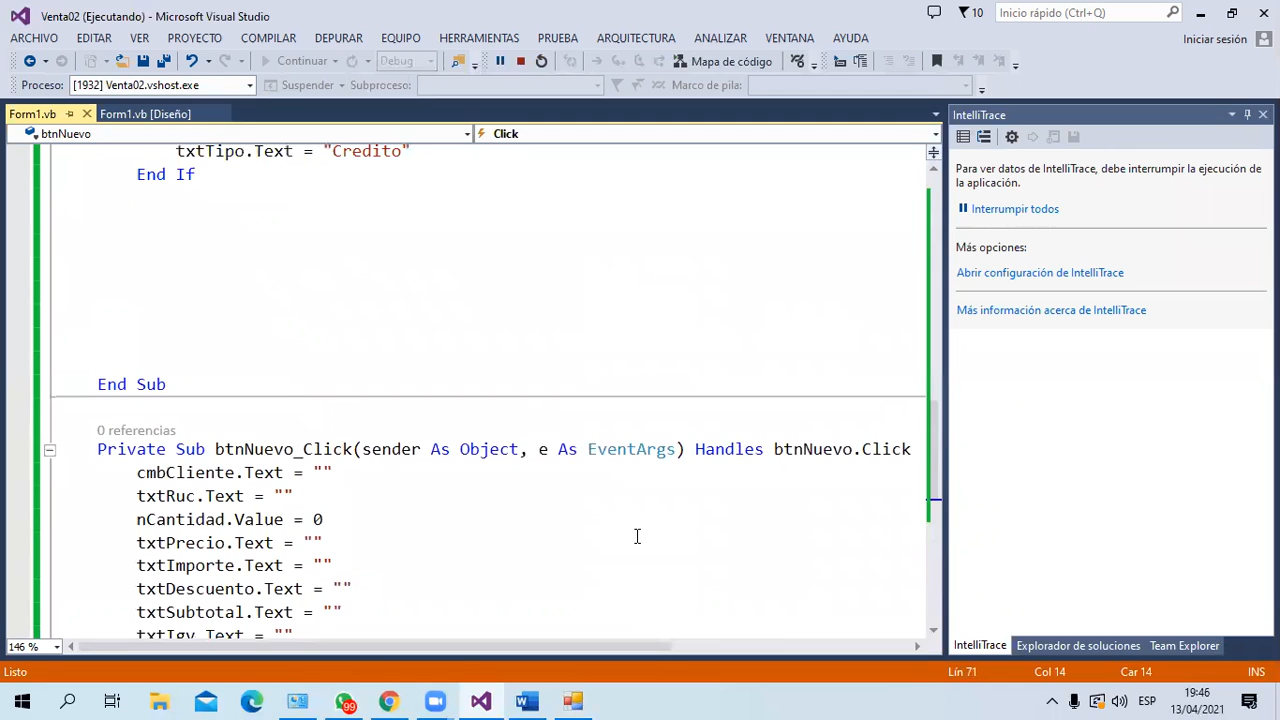 Venta02 (Ejecutando) - Microsoft Visual Studio
10
Inicio rápido (Ctrl+Q)
ARCHIVO EDITAR VER PROYECTO COMPILAR DEPURAR EQUIPO HERRAMIENTAS PRUEBA ARQUITECTURA ANALIZAR VENTANA AYUDA
Iniciar sesión
Continuar Debug Mapa de código
Proceso: [1932] Venta02.vshost.exe Suspender Subproceso: Marco de pila:
Form1.vb Form1.vb [Diseño]
btnNuevo Click
txtTipo.Text = "Credito"
End If
End Sub
0 referencias
Private Sub btnNuevo_Click(sender As Object, e As EventArgs) Handles btnNuevo.Click
cmbCliente.Text = ""
txtRuc.Text = ""
nCantidad.Value = 0
txtPrecio.Text = ""
txtImporte.Text = ""
txtDescuento.Text = ""
txtSubtotal.Text = ""
txtIgv.Text = ""
146 %
IntelliTrace
Para ver datos de IntelliTrace, debe interrumpir la ejecución de
la aplicación.
Interrumpir todos
Más opciones:
Abrir configuración de IntelliTrace
Más información acerca de IntelliTrace
IntelliTrace Explorador de soluciones Team Explorer
Listo Lín 71 Col 14 Car 14 INS
99
ESP
19:46
13/04/2021